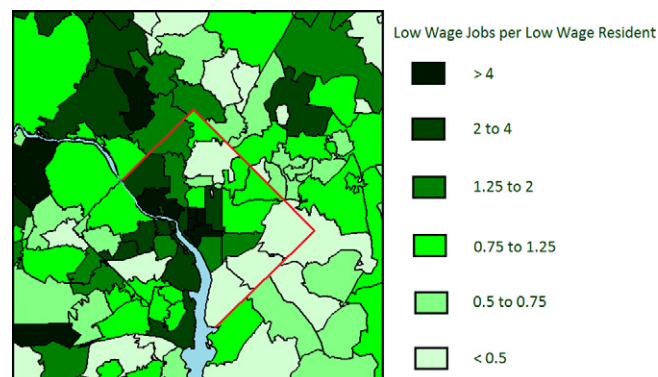 Low Wage Jobs per Low Wage Resident
> 4
2 to 4
1.25 to 2
0.75 to 1.25
0.5 to 0.75
< 0.5